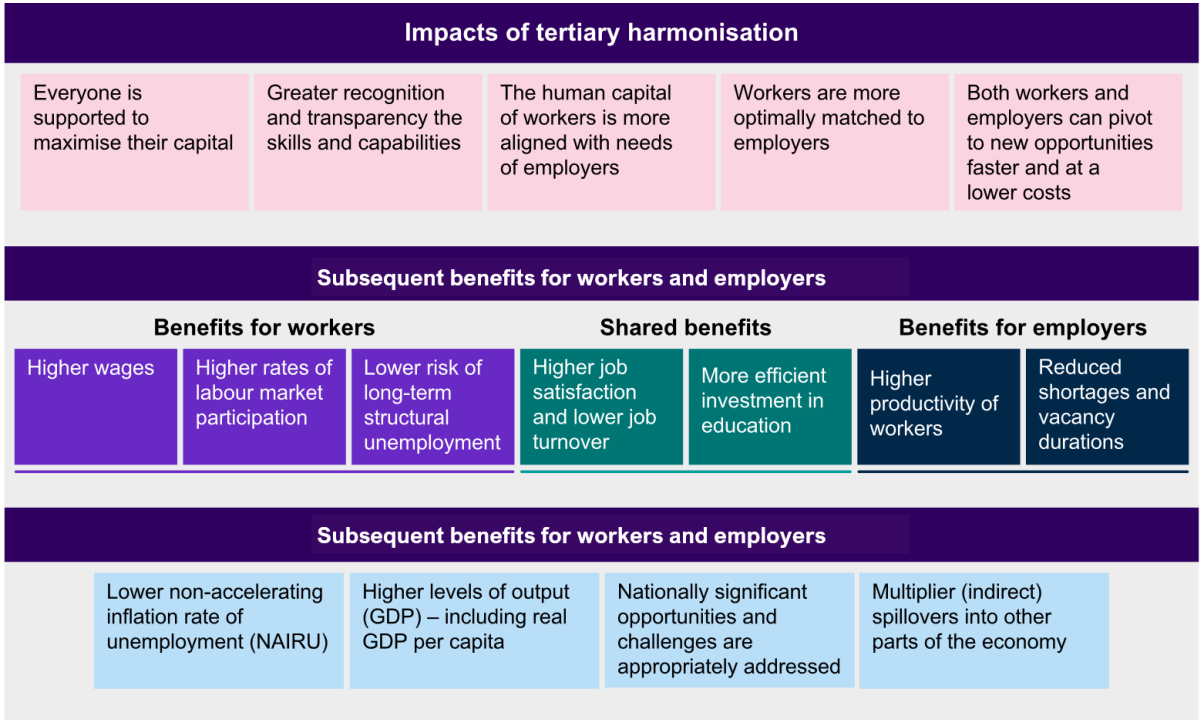 Impacts of tertiary harmonisation
Everyone is
supported to
maximise their capital
Greater recognition
and transparency the
skills and capabilities
The human capital
of workers is more
aligned with needs
of employers
Workers are more
optimally matched to
employers
Both workers and
employers can pivot
to new opportunities
faster and at a
lower costs
Subsequent benefits for workers and employers
Benefits for workers
Higher wages
Higher rates of
labour market
participation
Lower risk of
long-term
structural
unemployment
Shared benefits
Higher job
satisfaction
and lower job
turnover
More efficient
investment in
education
Benefits for employers
Higher
productivity of
workers
Reduced
shortages and
vacancy
durations
Subsequent benefits for workers and employers
Lower non-accelerating
inflation rate of
unemployment (NAIRU)
Higher levels of output
(GDP) – including real
GDP per capita
Nationally significant
opportunities and
challenges are
appropriately addressed
Multiplier (indirect)
spillovers into other
parts of the economy